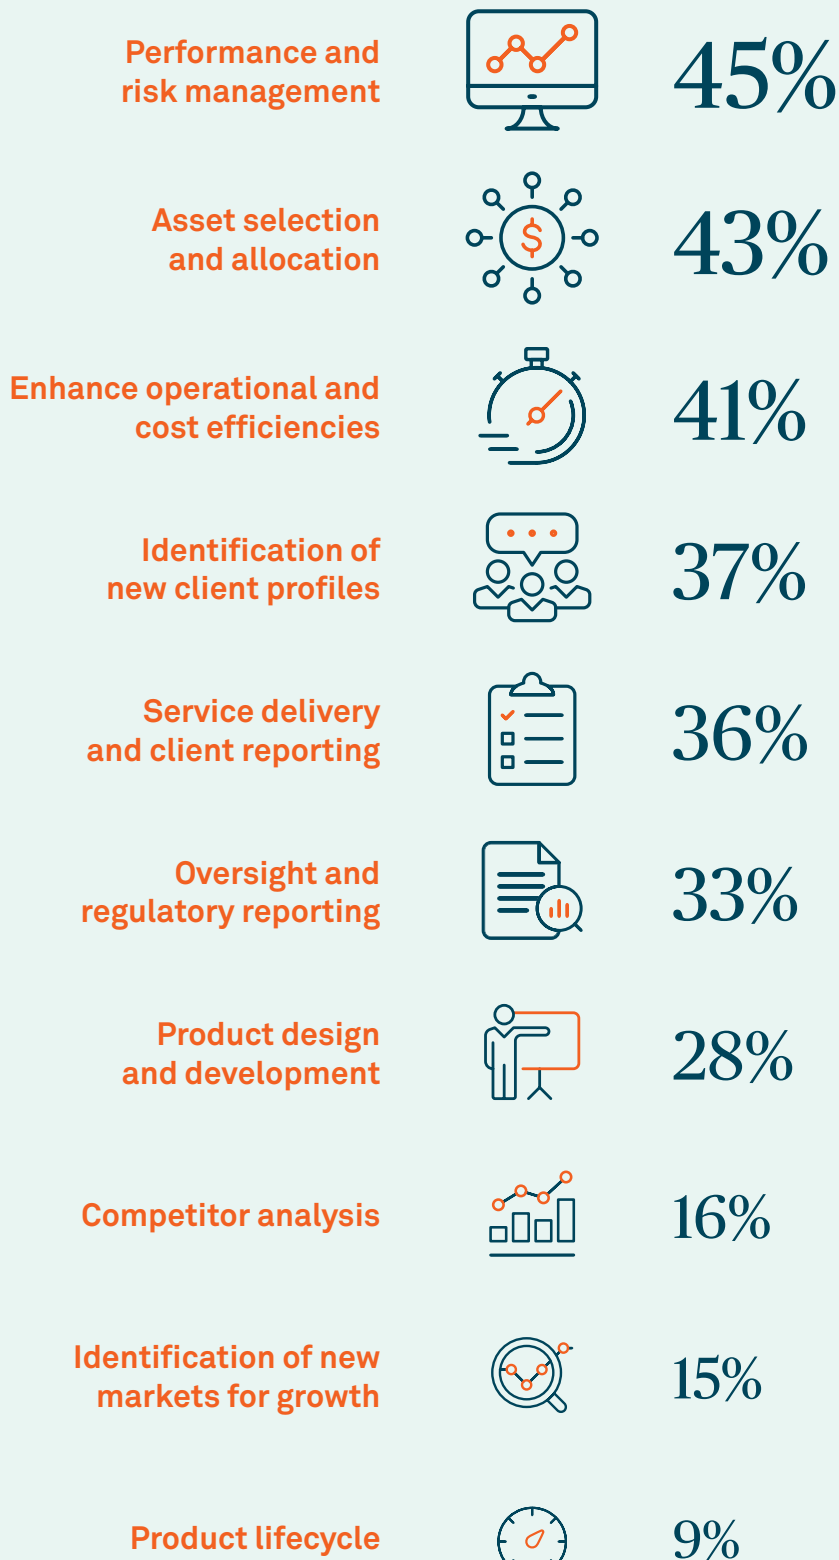 Performance and
risk management
45%
Asset selection
and allocation
$
43%
Enhance operational and
cost efficiencies
41%
Identification of
new client profiles
37%
Service delivery
and client reporting
36%
Oversight and
regulatory reporting
33%
Product design
and development
28%
Competitor analysis
16%
Identification of new
markets for growth
15%
Product lifecycle
9%